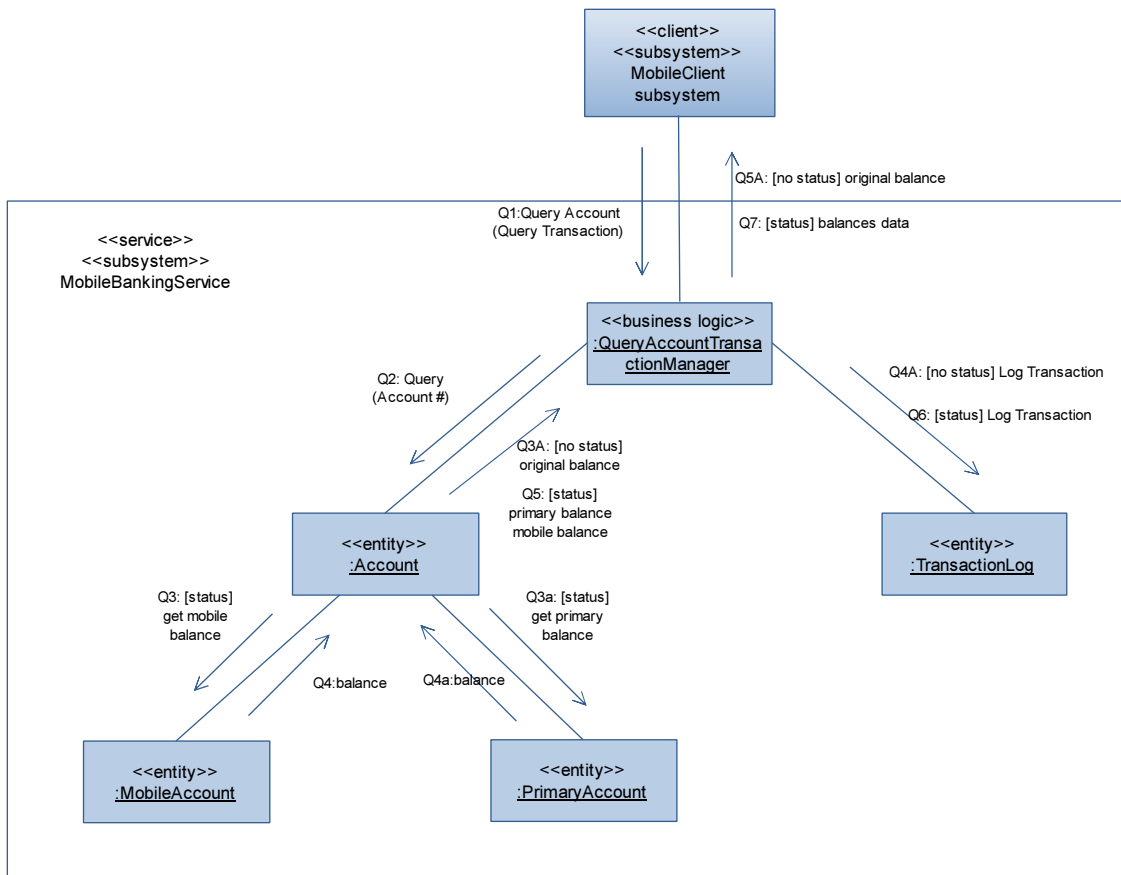 <<client>>
<<subsystem>>
MobileClient
subsystem
Q5A: [no status] original balance
Q1:Query Account
(Query Transaction)
Q7: [status] balances data
<<service>>
<<subsystem>>
MobileBankingService
<<business logic>>
:QueryAccountTransa
ctionManager
Q2: Query
(Account #)
Q4A: [no status] Log Transaction
Q6: [status] Log Transaction
Q3A: [no status]
original balance
Q5: [status]
primary balance
mobile balance
<<entity>>
:Account
<<entity>>
:TransactionLog
Q3: [status]
get mobile
balance
Q3a: [status]
get primary
balance
Q4:balance
Q4a:balance
<<entity>>
:MobileAccount
<<entity>>
:PrimaryAccount